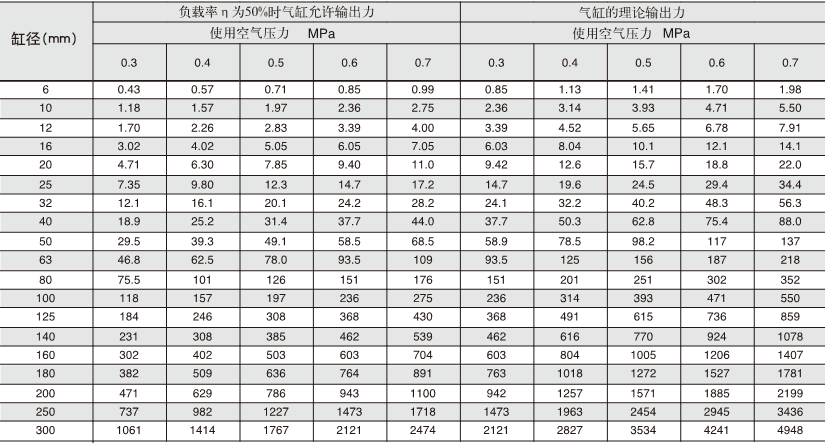 缸径(mm) 负载率 η 为50%时气缸允许输出力 气缸的理论输出力
使用空气压力 MPa 使用空气压力 MPa
0.3 0.4 0.5 0.6 0.7 0.3 0.4 0.5 0.6 0.7
6 0.43 0.57 0.71 0.85 0.99 0.85 1.13 1.41 1.70 1.98
10 1.18 1.57 1.97 2.36 2.75 2.36 3.14 3.93 4.71 5.50
12 1.70 2.26 2.83 3.39 4.00 3.39 4.52 5.65 6.78 7.91
16 3.02 4.02 5.05 6.05 7.05 6.03 8.04 10.1 12.1 14.1
20 4.71 6.30 7.85 9.40 11.0 9.42 12.6 15.7 18.8 22.0
25 7.35 9.80 12.3 14.7 17.2 14.7 19.6 24.5 29.4 34.4
32 12.1 16.1 20.1 24.2 28.2 24.1 32.2 40.2 48.3 56.3
40 18.9 25.2 31.4 37.7 44.0 37.7 50.3 62.8 75.4 88.0
50 29.5 39.3 49.1 58.5 68.5 58.9 78.5 98.2 117 137
63 46.8 62.5 78.0 93.5 109 93.5 125 156 187 218
80 75.5 101 126 151 176 151 201 251 302 352
100 118 157 197 236 275 236 314 393 471 550
125 184 246 308 368 430 368 491 615 736 859
140 231 308 385 462 539 462 616 770 924 1078
160 302 402 503 603 704 603 804 1005 1206 1407
180 382 509 636 764 891 763 1018 1272 1527 1781
200 471 629 786 943 1100 942 1257 1571 1885 2199
250 737 982 1227 1473 1718 1473 1963 2454 2945 3436
300 1061 1414 1767 2121 2474 2121 2827 3534 4241 4948